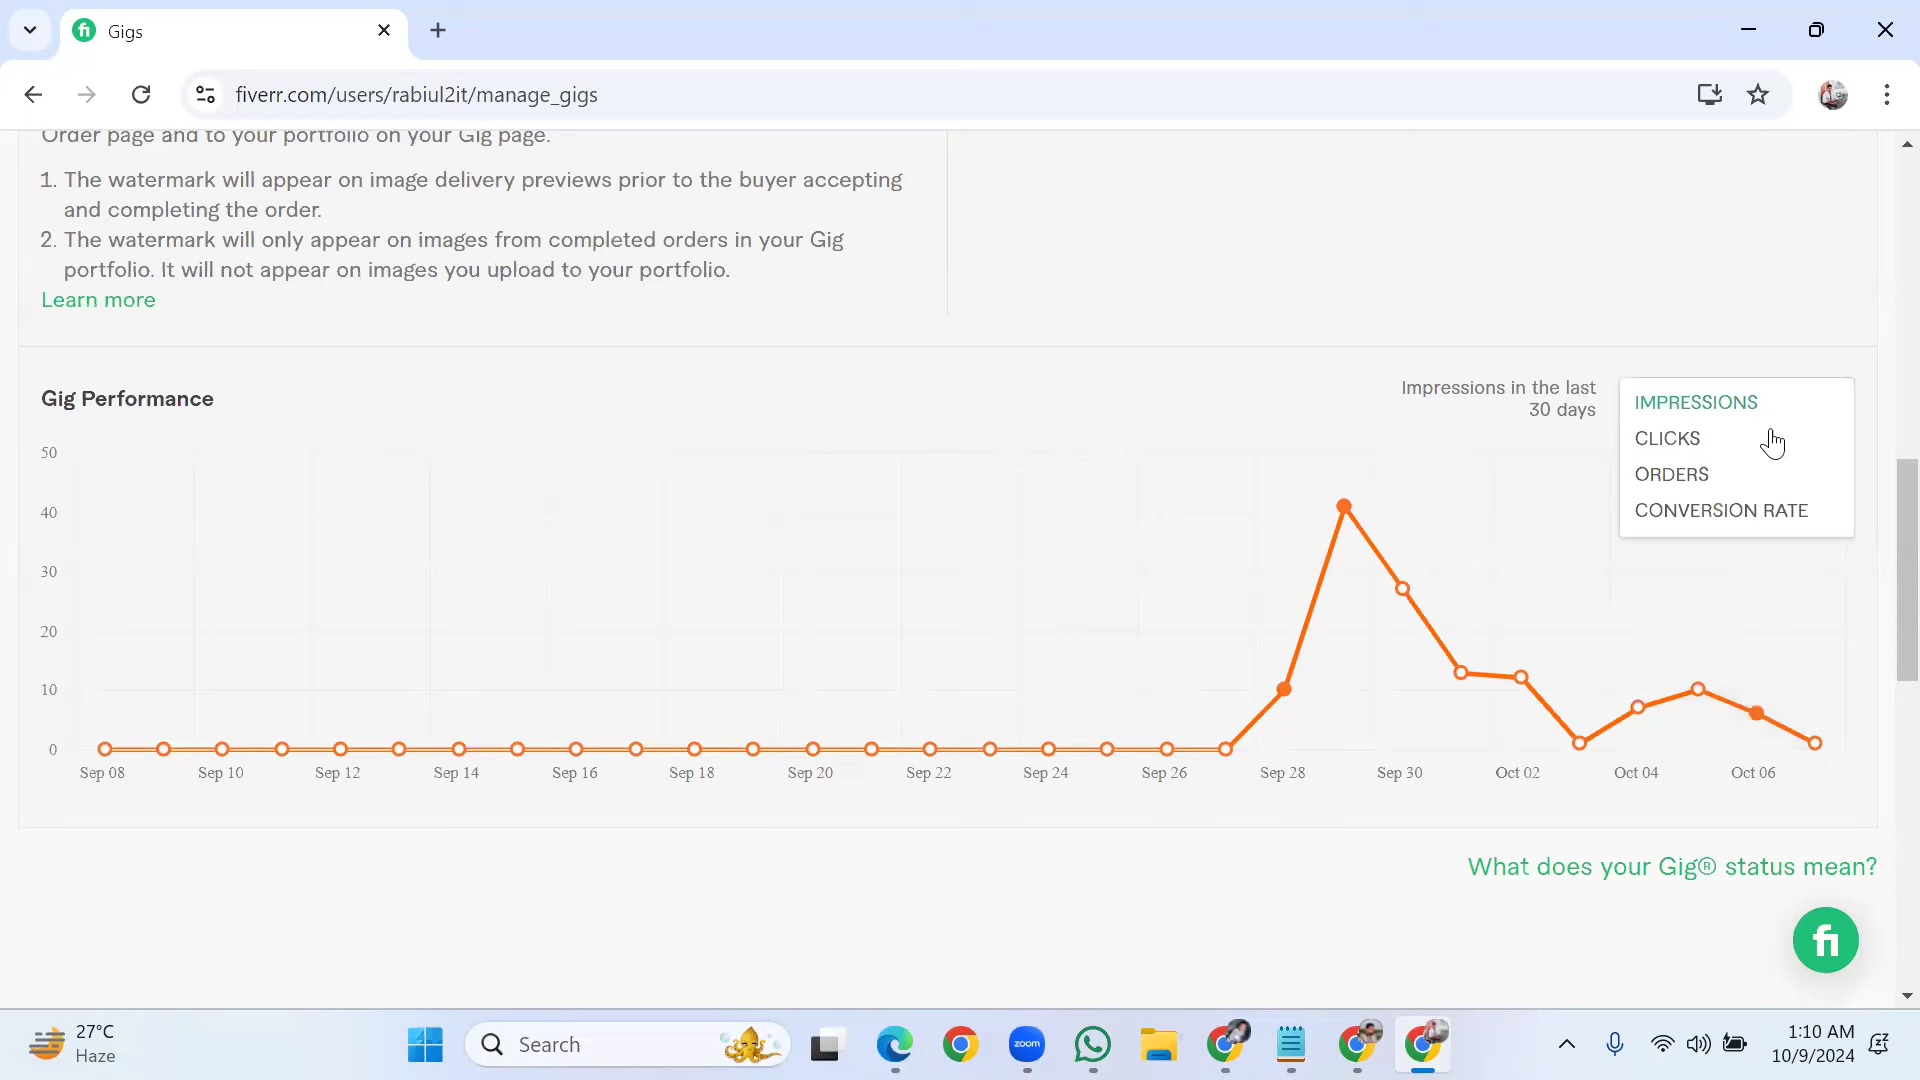 Gigs
fiverr.com/users/rabiul2it/manage_gigs
Order page and to your portfolio on your Gig page.
1. The watermark will appear on image delivery previews prior to the buyer accepting
and completing the order.
2. The watermark will only appear on images from completed orders in your Gig
portfolio. It will not appear on images you upload to your portfolio.
Learn more
Gig Performance
Impressions in the last
30 days
IMPRESSIONS
CLICKS
ORDERS
CONVERSION RATE
50
40
30
20
10
0
Sep 08 Sep 10 Sep 12 Sep 14 Sep 16 Sep 18 Sep 20 Sep 22 Sep 24 Sep 26 Sep 28 Sep 30 Oct 02 Oct 04 Oct 06
What does your Gig® status mean?
fi
27°C
Haze
Search
zoom
1:10 AM
10/9/2024